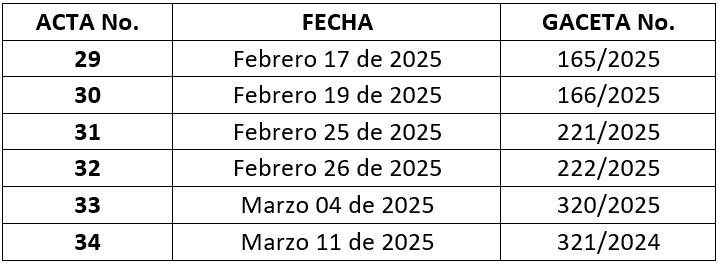 ACTA No. FECHA GACETA No.
29 Febrero 17 de 2025 165/2025
30 Febrero 19 de 2025 166/2025
31 Febrero 25 de 2025 221/2025
32 Febrero 26 de 2025 222/2025
33 Marzo 04 de 2025 320/2025
34 Marzo 11 de 2025 321/2024